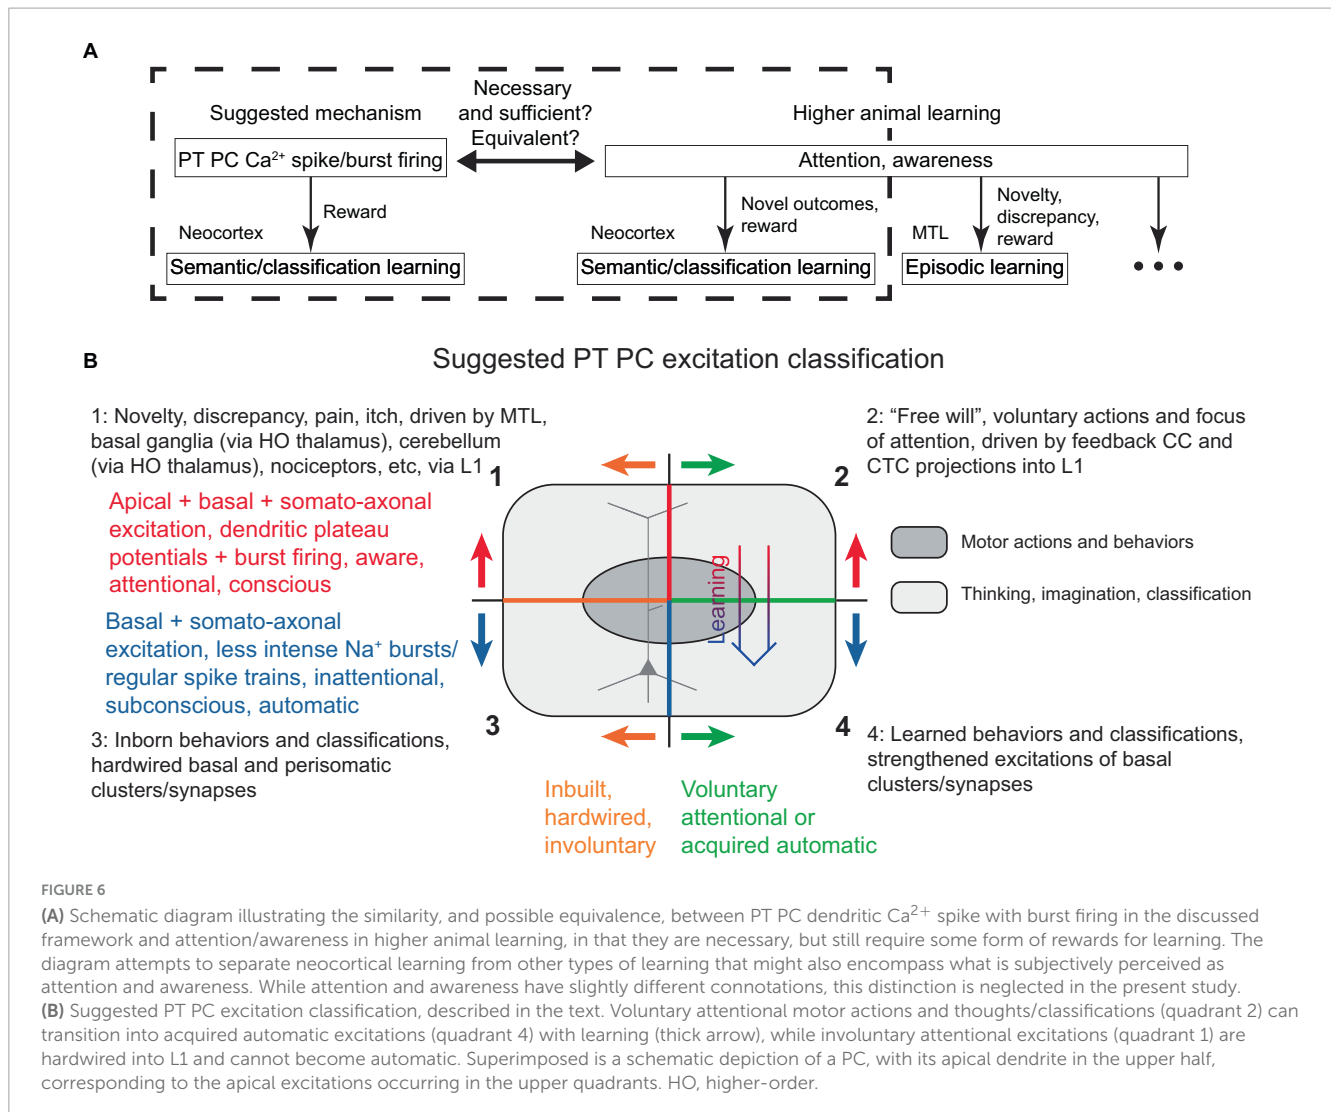 A
Suggested mechanism
Necessary
and sufficient?
Equivalent?
Higher animal learning
PT PC Ca²⁺ spike/burst firing
Attention, awareness
Reward
Novel outcomes,
reward
Novelty,
discrepancy,
reward
Neocortex
Neocortex
MTL
Semantic/classification learning
Semantic/classification learning
Episodic learning
•••
B
Suggested PT PC excitation classification
1: Novelty, discrepancy, pain, itch, driven by MTL,
basal ganglia (via HO thalamus), cerebellum
(via HO thalamus), nociceptors, etc, via L1
1
2: “Free will”, voluntary actions and focus
of attention, driven by feedback CC and
CTC projections into L1
2
Apical + basal + somato-axonal
excitation, dendritic plateau
potentials + burst firing, aware,
attentional, conscious
Motor actions and behaviors
Thinking, imagination, classification
Learning
Basal + somato-axonal
excitation, less intense Na⁺ bursts/
regular spike trains, inattentional,
subconscious, automatic
3
4
3: Inborn behaviors and classifications,
hardwired basal and perisomatic
clusters/synapses
4: Learned behaviors and classifications,
strengthened excitations of basal
clusters/synapses
Inbuilt,
hardwired,
involuntary
Voluntary
attentional or
acquired automatic
FIGURE 6
(A) Schematic diagram illustrating the similarity, and possible equivalence, between PT PC dendritic Ca²⁺ spike with burst firing in the discussed
framework and attention/awareness in higher animal learning, in that they are necessary, but still require some form of rewards for learning. The
diagram attempts to separate neocortical learning from other types of learning that might also encompass what is subjectively perceived as
attention and awareness. While attention and awareness have slightly different connotations, this distinction is neglected in the present study.
(B) Suggested PT PC excitation classification, described in the text. Voluntary attentional motor actions and thoughts/classifications (quadrant 2) can
transition into acquired automatic excitations (quadrant 4) with learning (thick arrow), while involuntary attentional excitations (quadrant 1) are
hardwired into L1 and cannot become automatic. Superimposed is a schematic depiction of a PC, with its apical dendrite in the upper half,
corresponding to the apical excitations occurring in the upper quadrants. HO, higher-order.